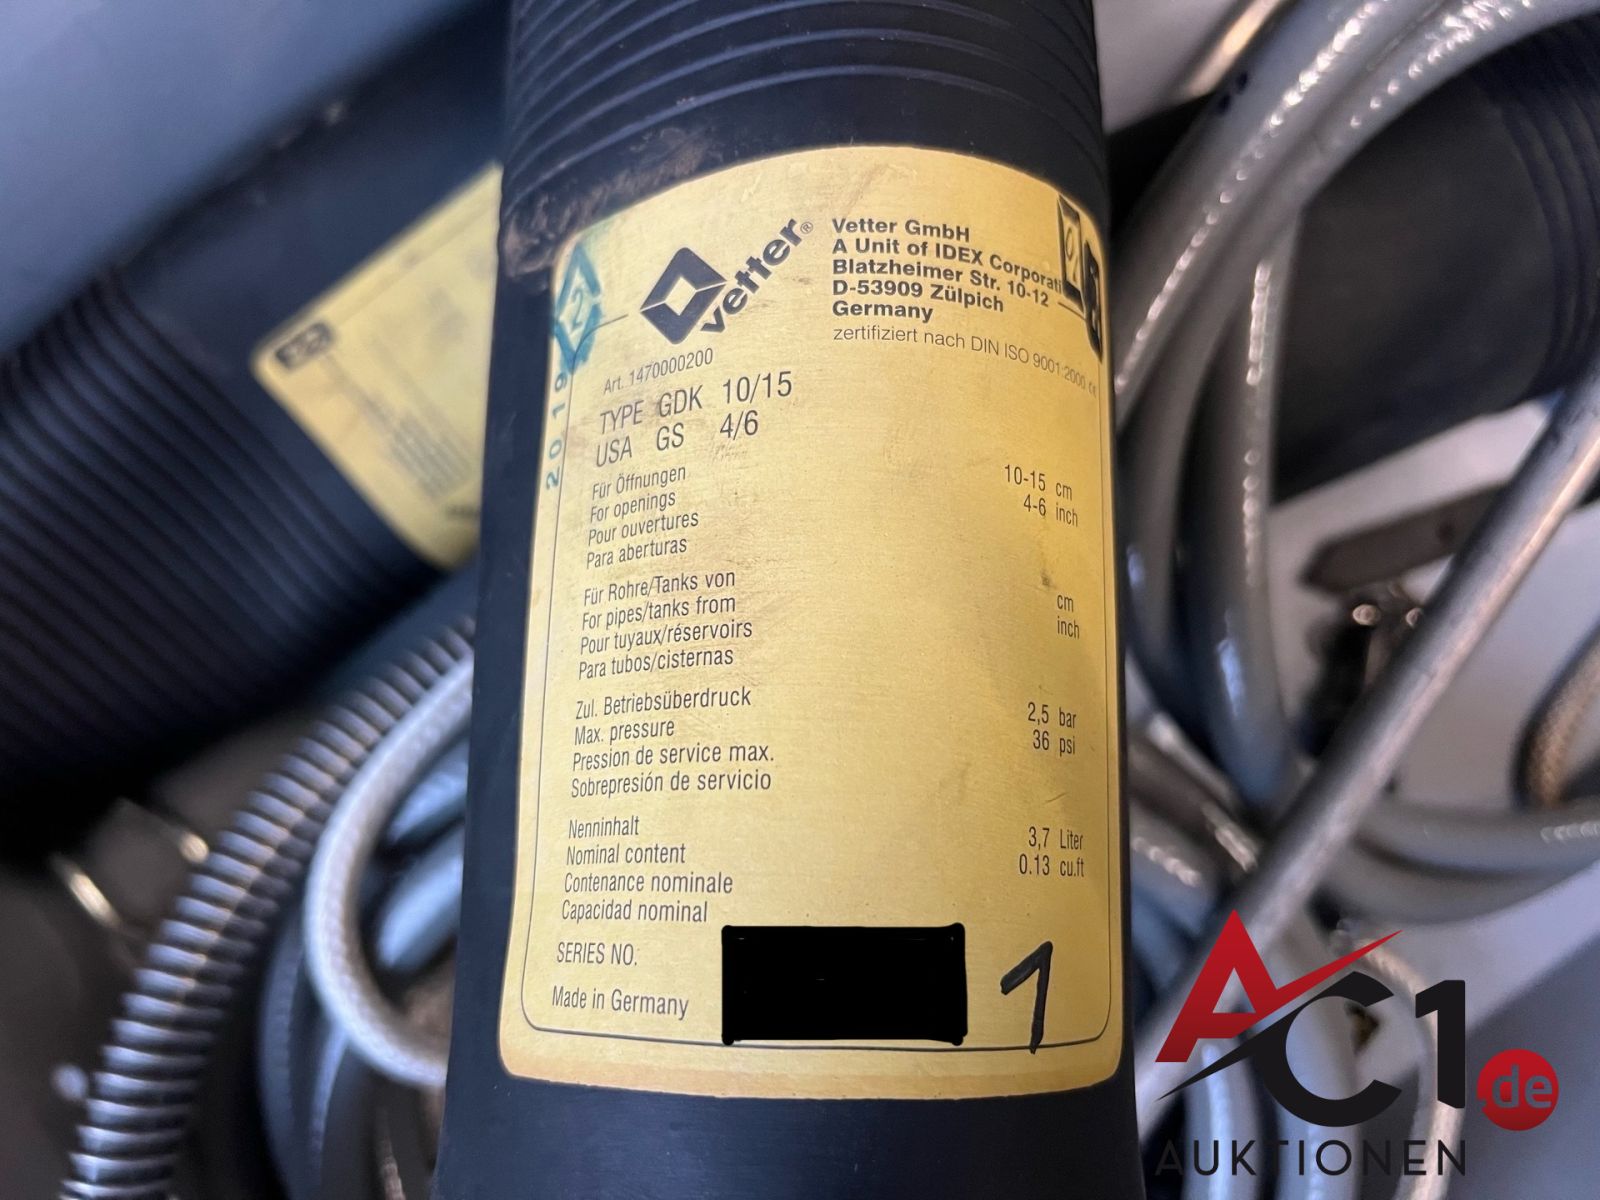 vetter®
Vetter GmbH
A Unit of IDEX Corporati
Blatzheimer Str. 10-12
D-53909 Zülpich
Germany
zertifiziert nach DIN ISO 9001:2000
2
2019
Art. 1470000200
TYPE GDK 10/15
USA GS 4/6
Für Öffnungen 10-15 cm
For openings 4-6 inch
Pour ouvertures
Para aberturas
Für Rohre/Tanks von cm
For pipes/tanks from inch
Pour tuyaux/réservoirs
Para tubos/cisternas
Zul. Betriebsüberdruck 2,5 bar
Max. pressure 36 psi
Pression de service max.
Sobrepresión de servicio
Nenninhalt 3,7 Liter
Nominal content 0.13 cu.ft
Contenance nominale
Capacidad nominal
SERIES NO.
Made in Germany
1
AC1.de
AUKTIONEN